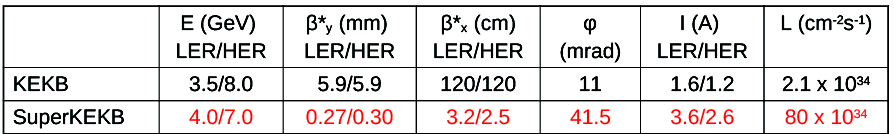 E (GeV) β*y (mm) β*x (cm) φ I (A) L (cm-2s-1)
LER/HER LER/HER LER/HER (mrad) LER/HER
KEKB 3.5/8.0 5.9/5.9 120/120 11 1.6/1.2 2.1 x 1034
SuperKEKB 4.0/7.0 0.27/0.30 3.2/2.5 41.5 3.6/2.6 80 x 1034